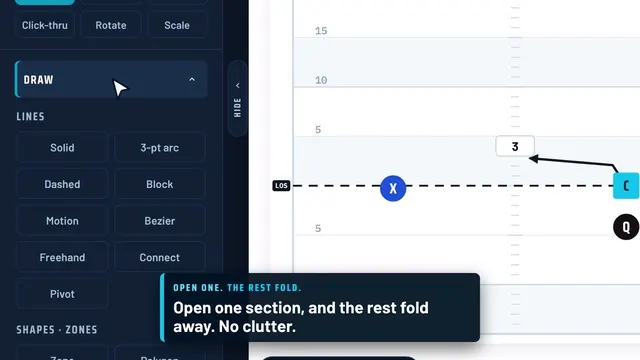 Click-thru
Rotate
Scale
DRAW
LINES
Solid
3-pt arc
Dashed
Block
Motion
Bezier
Freehand
Connect
Pivot
SHAPES · ZONES
Zone
Polygon
HIDE
15
10
5
3
LOS
X
C
Q
5
OPEN ONE. THE REST FOLD.
Open one section, and the rest fold
away. No clutter.